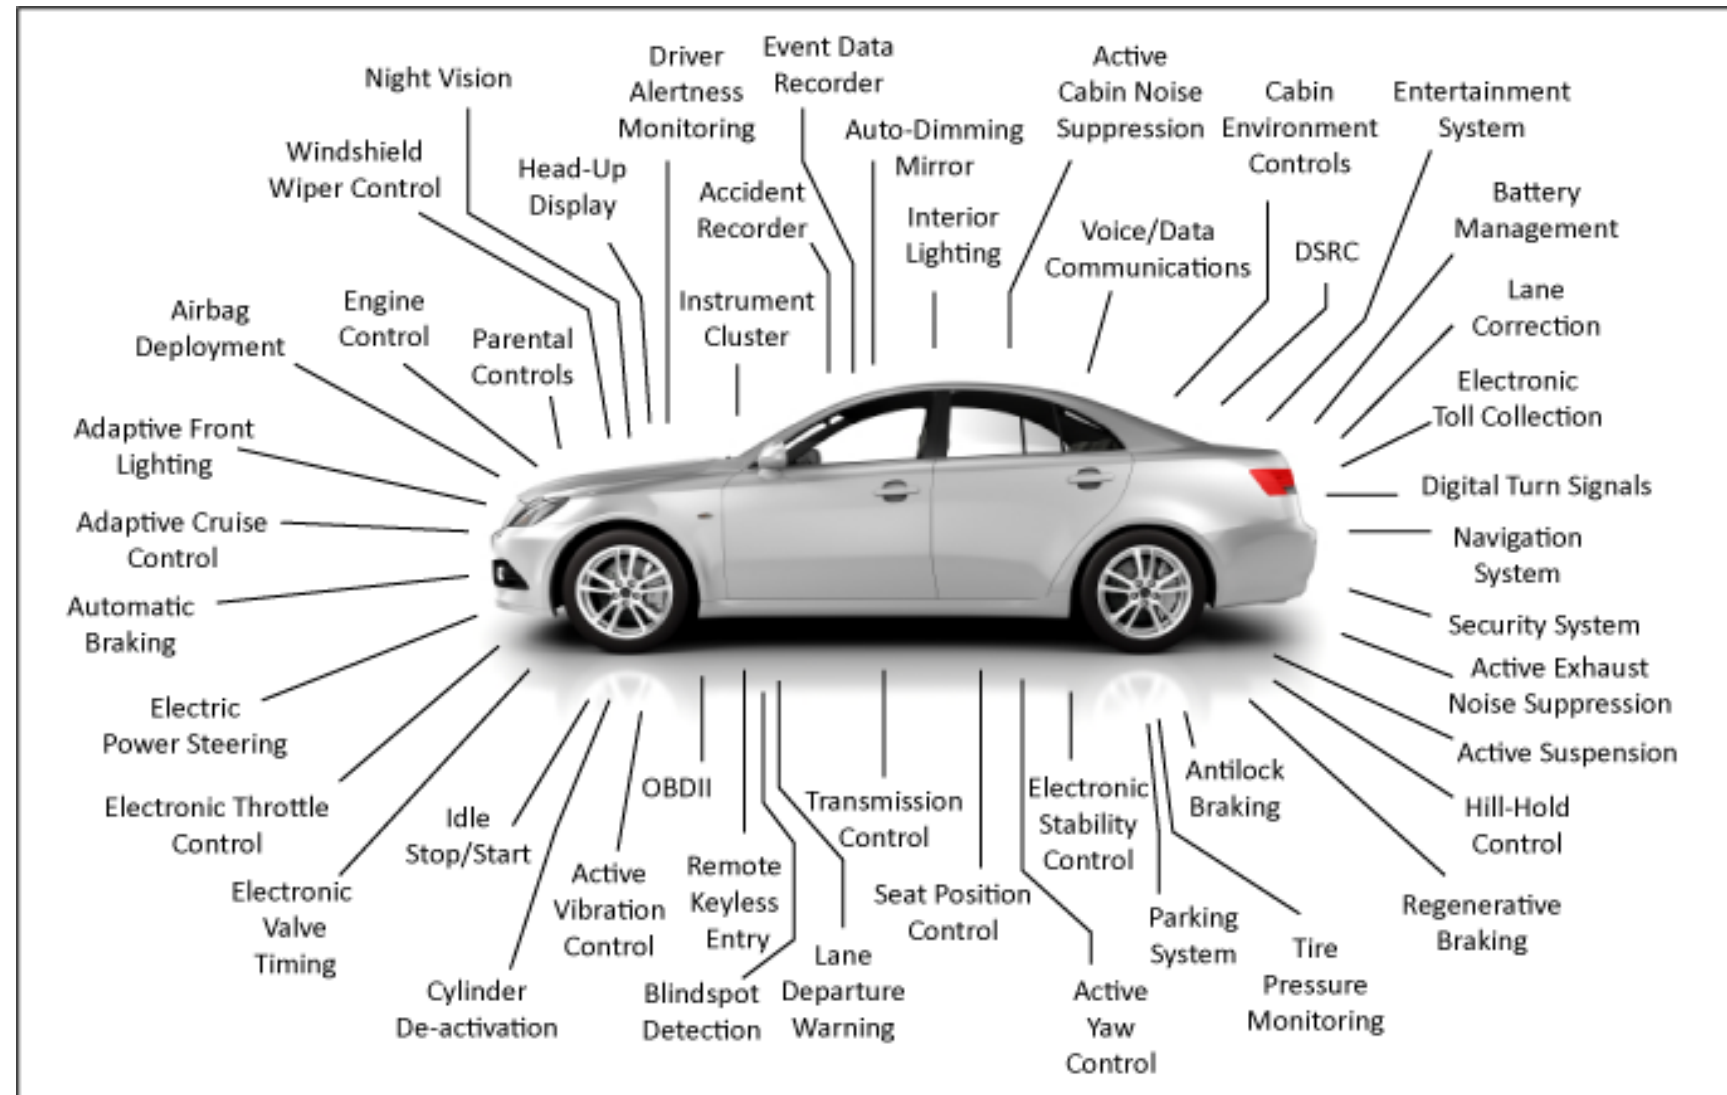 Night Vision
Driver
Alertness
Monitoring
Event Data
Recorder
Active
Cabin Noise
Suppression
Cabin
Environment
Controls
Entertainment
System
Windshield
Wiper Control
Head-Up
Display
Accident
Recorder
Auto-Dimming
Mirror
Interior
Lighting
Voice/Data
Communications
DSRC
Battery
Management
Airbag
Deployment
Engine
Control
Parental
Controls
Instrument
Cluster
Lane
Correction
Electronic
Toll Collection
Adaptive Front
Lighting
Digital Turn Signals
Adaptive Cruise
Control
Navigation
System
Automatic
Braking
Security System
Active Exhaust
Noise Suppression
Electric
Power Steering
Active Suspension
Electronic Throttle
Control
Idle
Stop/Start
OBDII
Transmission
Control
Electronic
Stability
Control
Antilock
Braking
Hill-Hold
Control
Electronic
Valve
Timing
Active
Vibration
Control
Remote
Keyless
Entry
Seat Position
Control
Parking
System
Regenerative
Braking
Cylinder
De-activation
Blindspot
Detection
Lane
Departure
Warning
Active
Yaw
Control
Tire
Pressure
Monitoring